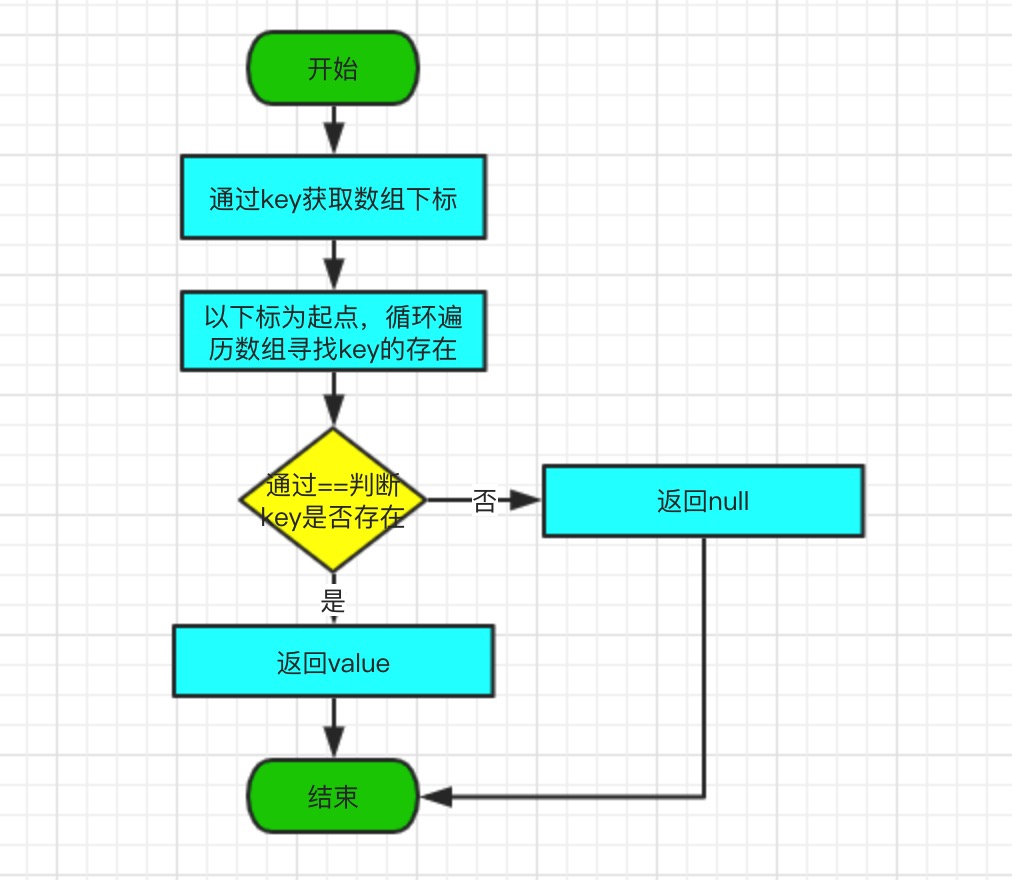 开始
通过key获取数组下标
以下标为起点，循环遍
历数组寻找key的存在
通过==判断
key是否存在
否
返回null
是
返回value
结束